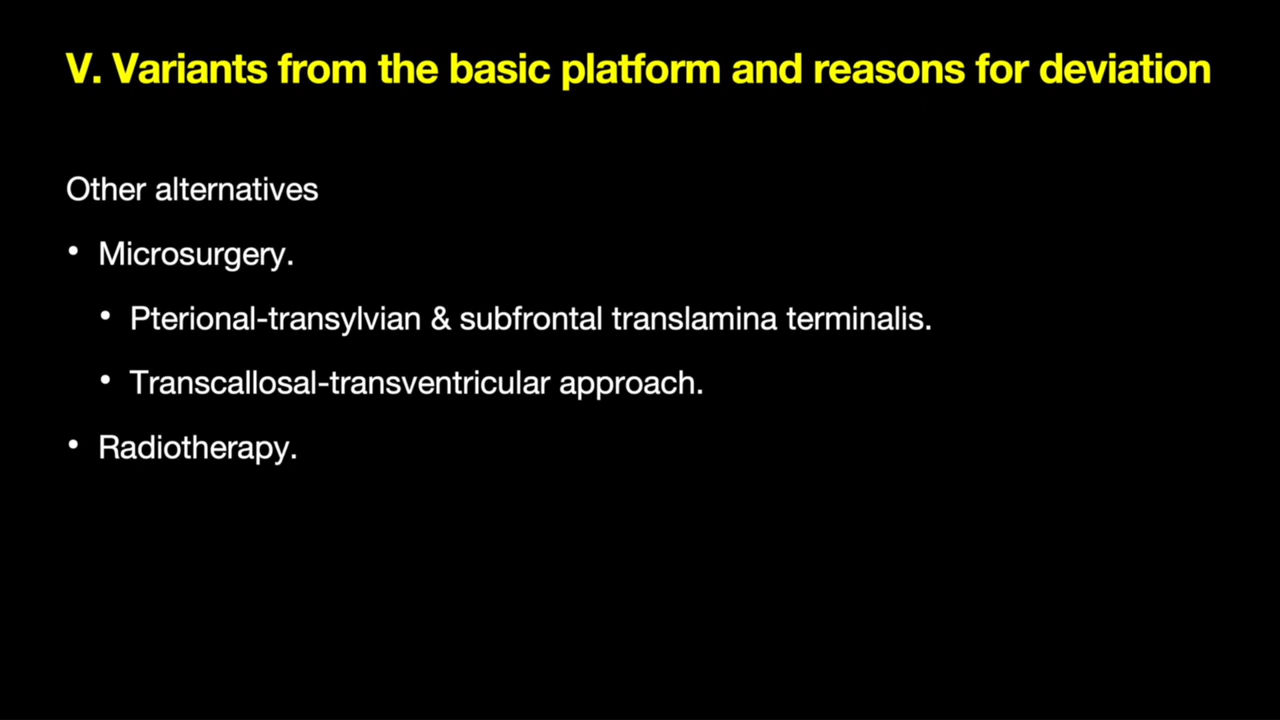 V. Variants from the basic platform and reasons for deviation
Other alternatives
• Microsurgery.
• Pterional-transylvian & subfrontal translamina terminalis.
• Transcallosal-transventricular approach.
• Radiotherapy.